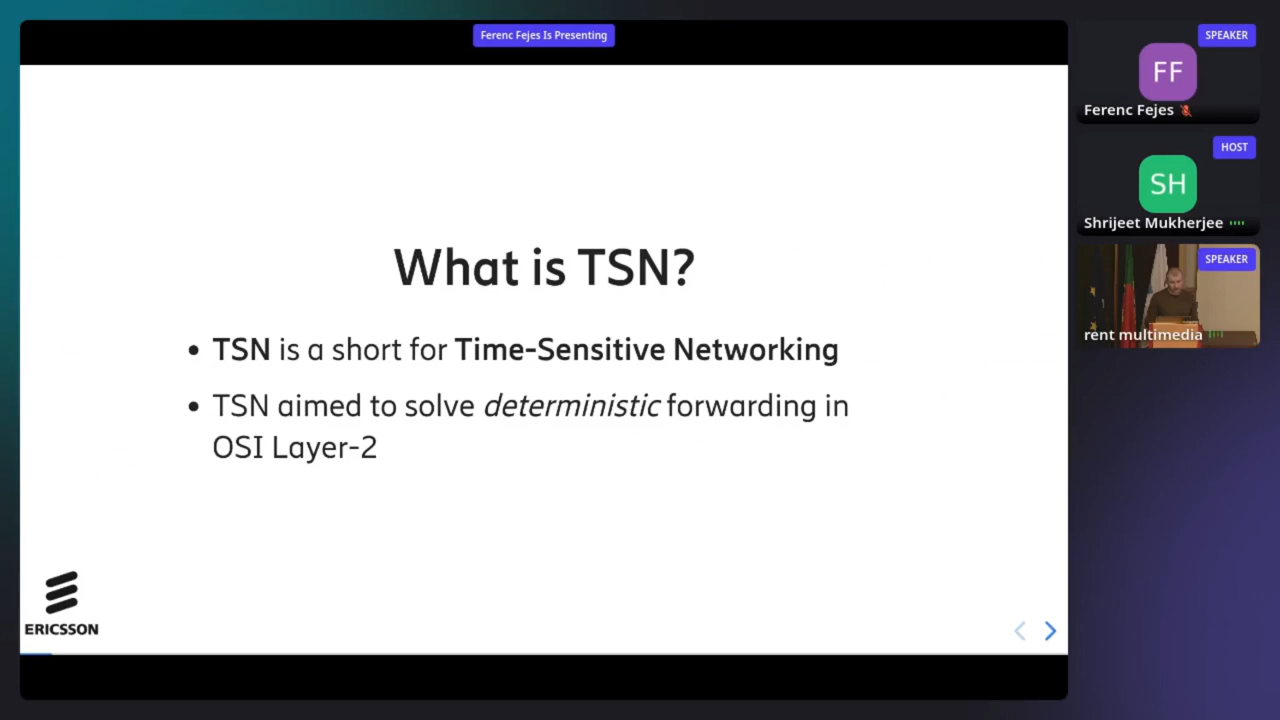 Ferenc Fejes Is Presenting
What is TSN?
• TSN is a short for Time-Sensitive Networking
• TSN aimed to solve deterministic forwarding in
OSI Layer-2
ERICSSON
SPEAKER
FF
Ferenc Fejes
HOST
SH
Shrijeet Mukherjee
SPEAKER
rent multimedia